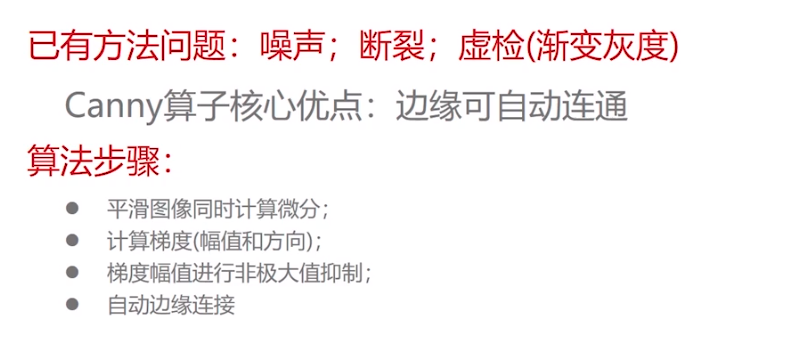 已有方法问题：噪声；断裂；虚检(渐变灰度)
Canny算子核心优点：边缘可自动连通
算法步骤：
● 平滑图像同时计算微分；
● 计算梯度(幅值和方向)；
● 梯度幅值进行非极大值抑制；
● 自动边缘连接